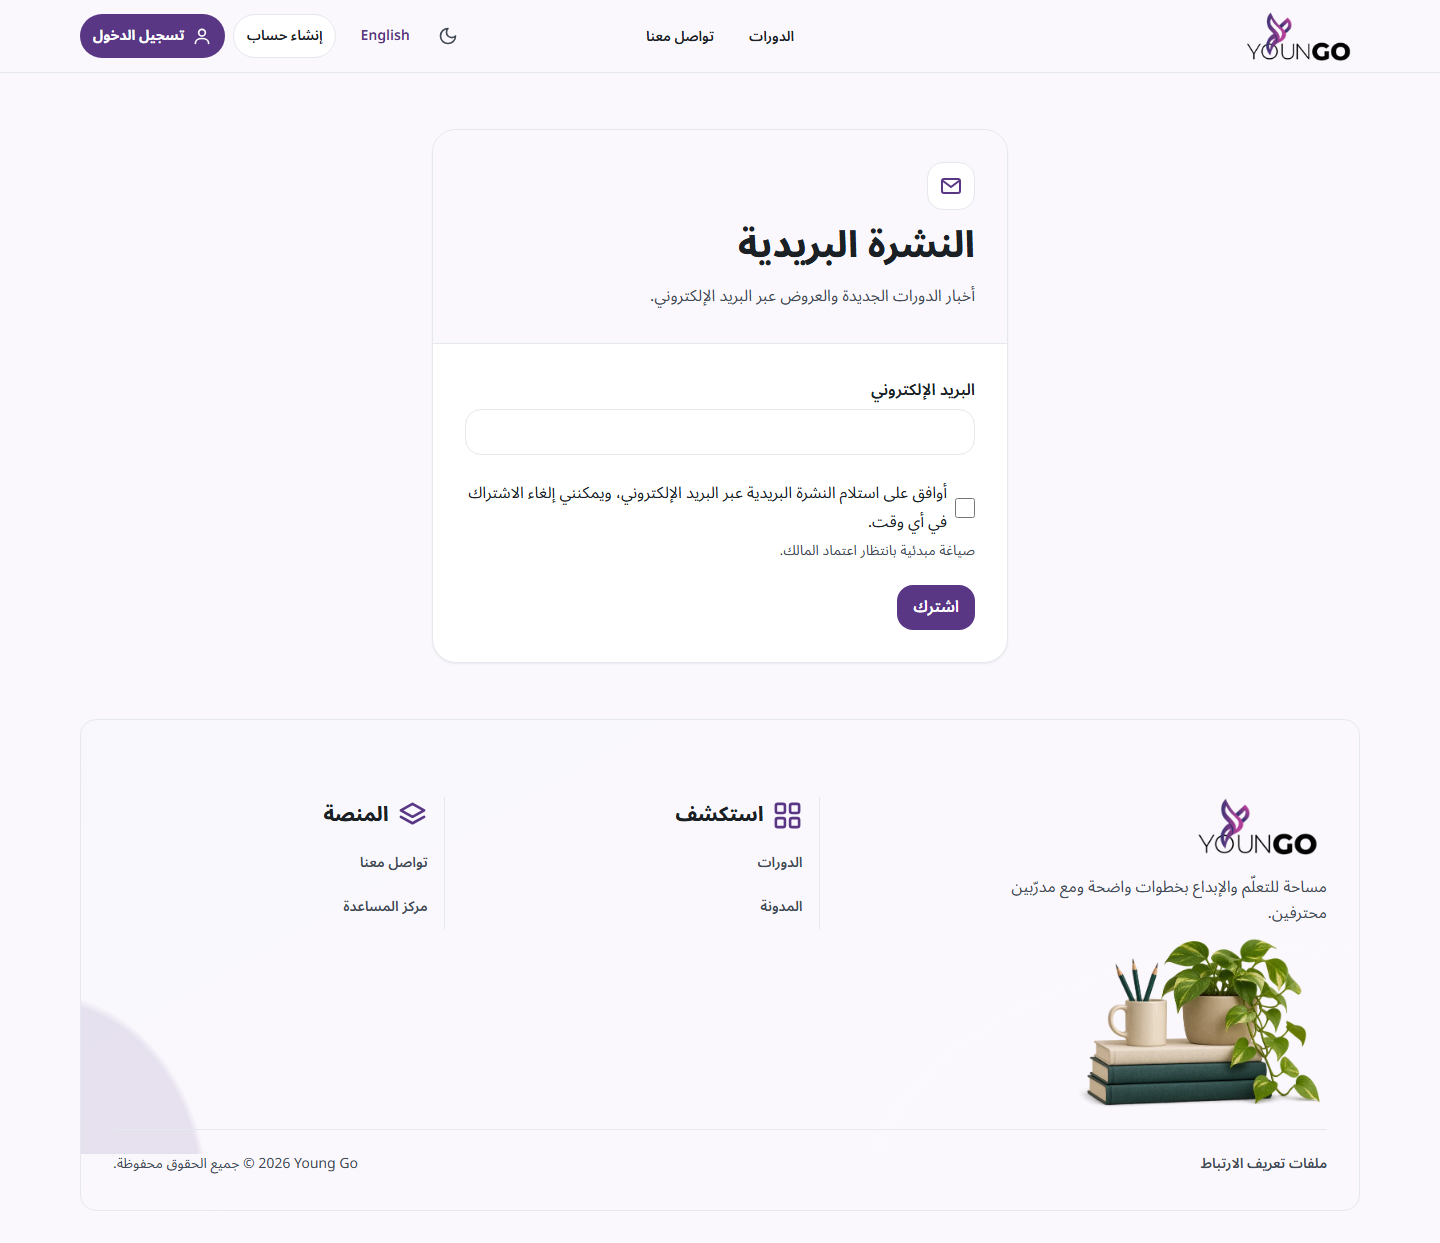 YOUNGO
الدورات
تواصل معنا
English
إنشاء حساب
تسجيل الدخول
النشرة البريدية
أخبار الدورات الجديدة والعروض عبر البريد الإلكتروني.
البريد الإلكتروني
أوافق على استلام النشرة البريدية عبر البريد الإلكتروني، ويمكنني إلغاء الاشتراك
في أي وقت.
صياغة مبدئية بانتظار اعتماد المالك.
اشترك
YOUNGO
مساحة للتعلّم والإبداع بخطوات واضحة ومع مدرّبين
محترفين.
استكشف
الدورات
المدونة
المنصة
تواصل معنا
مركز المساعدة
ملفات تعريف الارتباط
2026 Young Go © جميع الحقوق محفوظة.